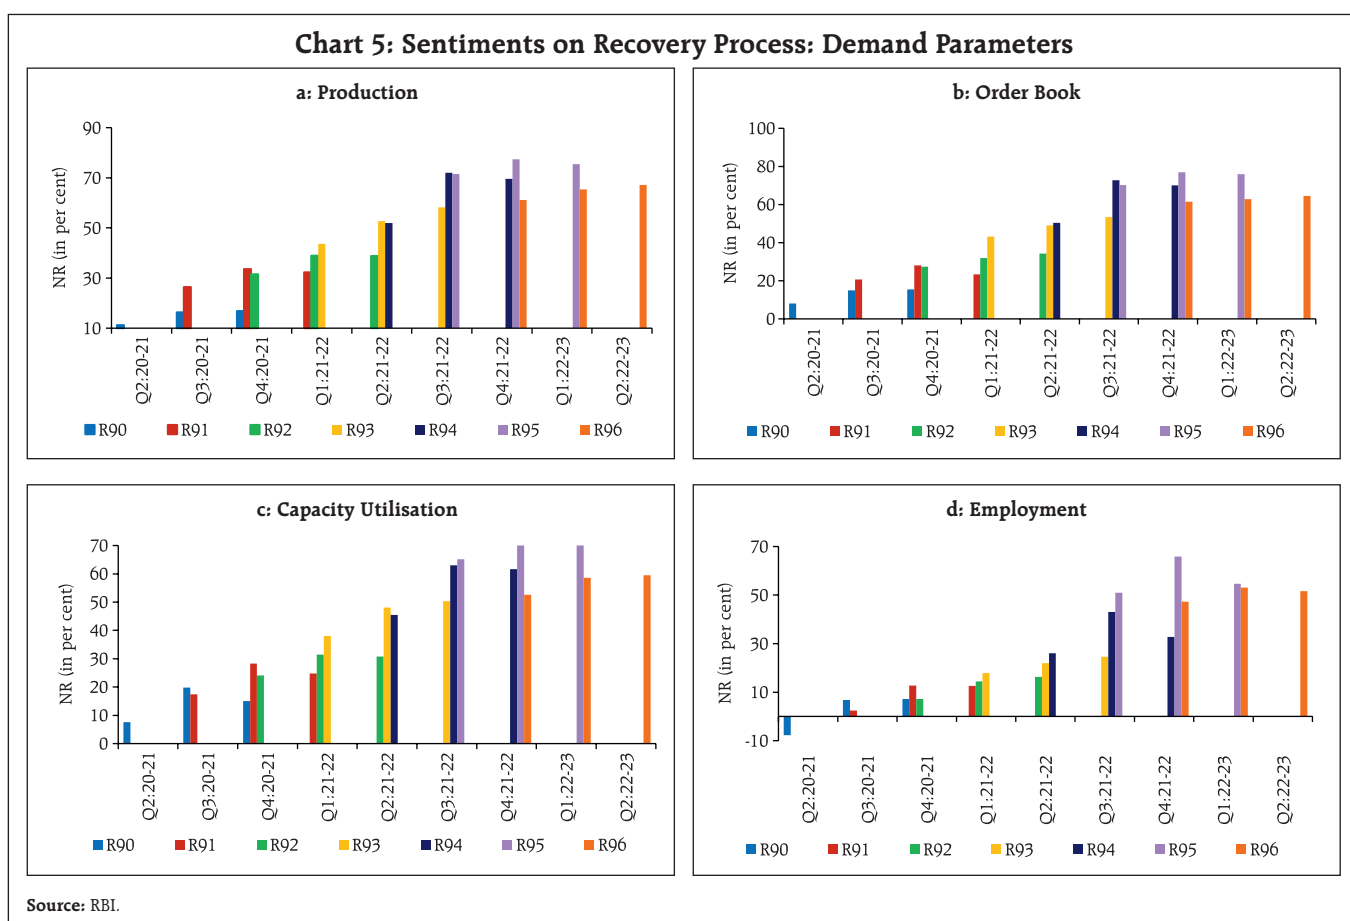 Chart 5: Sentiments on Recovery Process: Demand Parameters
a: Production
NR (in per cent)
90
70
50
30
10
Q2:20-21
Q3:20-21
Q4:20-21
Q1:21-22
Q2:21-22
Q3:21-22
Q4:21-22
Q1:22-23
Q2:22-23
R90 R91 R92 R93 R94 R95 R96
b: Order Book
NR (in per cent)
100
80
60
40
20
0
Q2:20-21
Q3:20-21
Q4:20-21
Q1:21-22
Q2:21-22
Q3:21-22
Q4:21-22
Q1:22-23
Q2:22-23
R90 R91 R92 R93 R94 R95 R96
c: Capacity Utilisation
NR (in per cent)
70
60
50
40
30
20
10
0
Q2:20-21
Q3:20-21
Q4:20-21
Q1:21-22
Q2:21-22
Q3:21-22
Q4:21-22
Q1:22-23
Q2:22-23
R90 R91 R92 R93 R94 R95 R96
d: Employment
NR (in per cent)
70
50
30
10
-10
Q2:20-21
Q3:20-21
Q4:20-21
Q1:21-22
Q2:21-22
Q3:21-22
Q4:21-22
Q1:22-23
Q2:22-23
R90 R91 R92 R93 R94 R95 R96
Source: RBI.